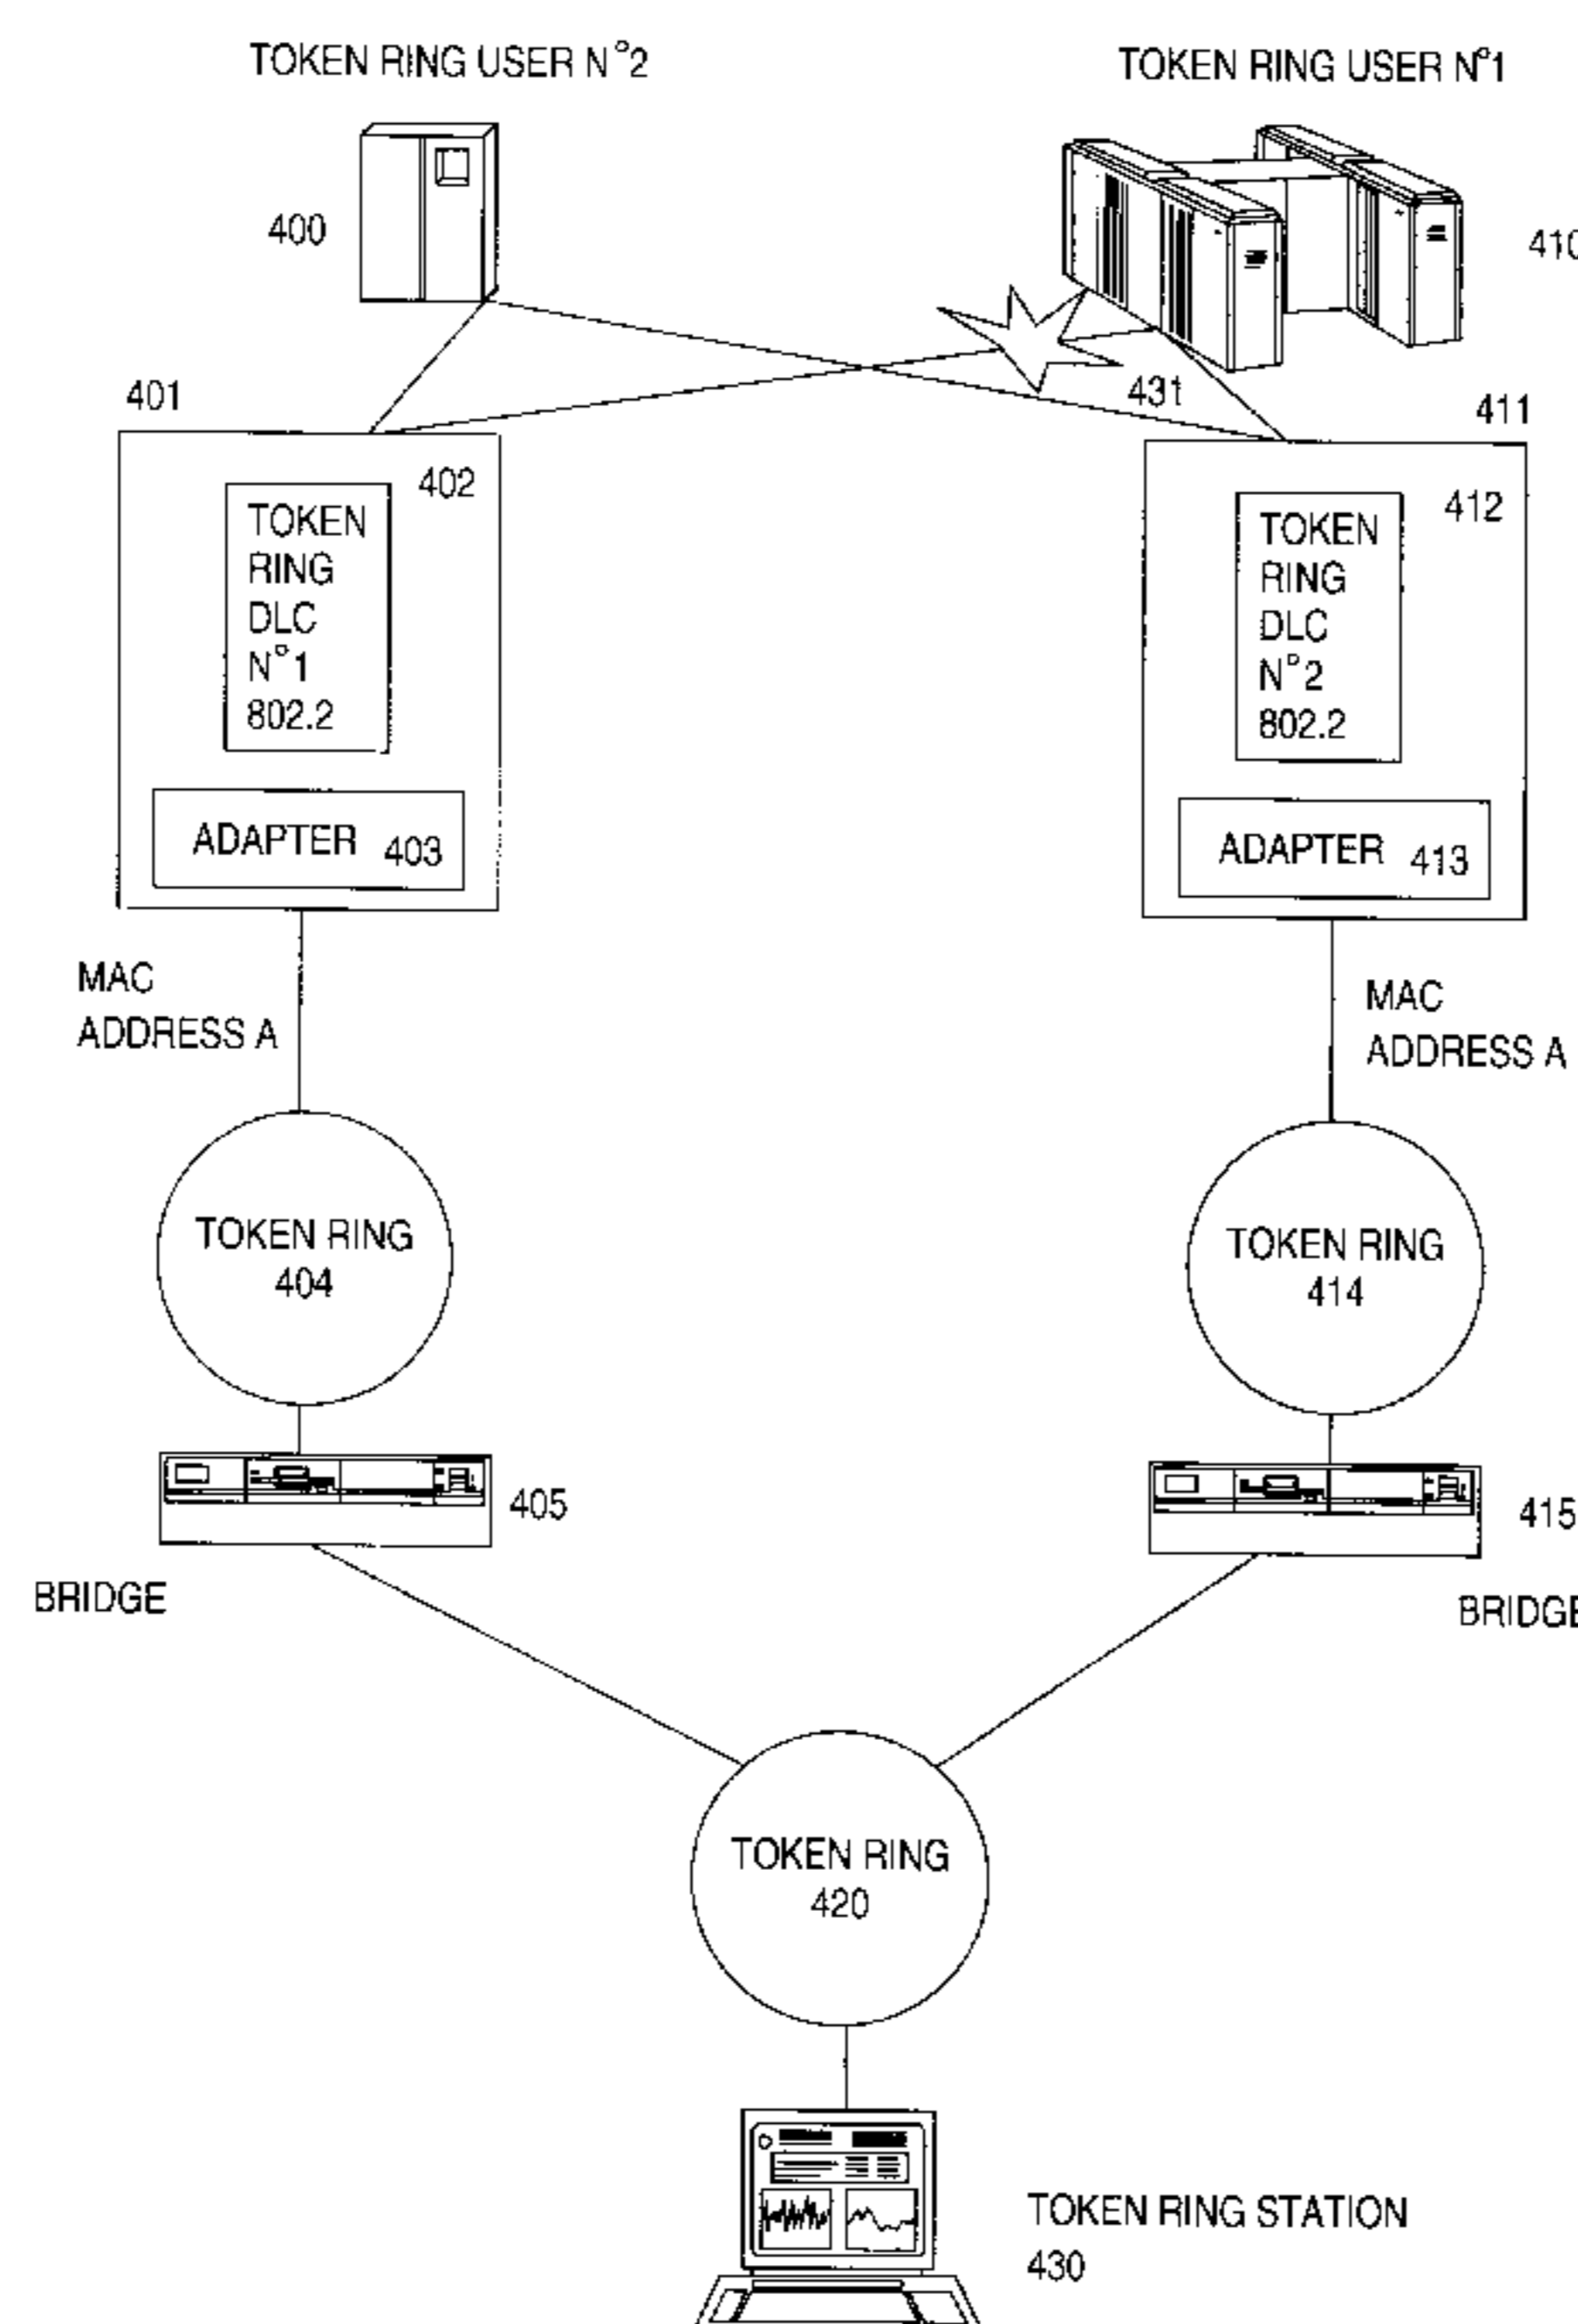 TOKEN RING USER N°2
TOKEN RING USER N°1
400
410
401
431
411
402
TOKEN
RING
DLC
N°1
802.2
412
TOKEN
RING
DLC
N°2
802.2
ADAPTER 403
ADAPTER 413
MAC
ADDRESS A
MAC
ADDRESS A
TOKEN RING
404
TOKEN RING
414
405
415
BRIDGE
BRIDGE
TOKEN RING
420
TOKEN RING STATION
430